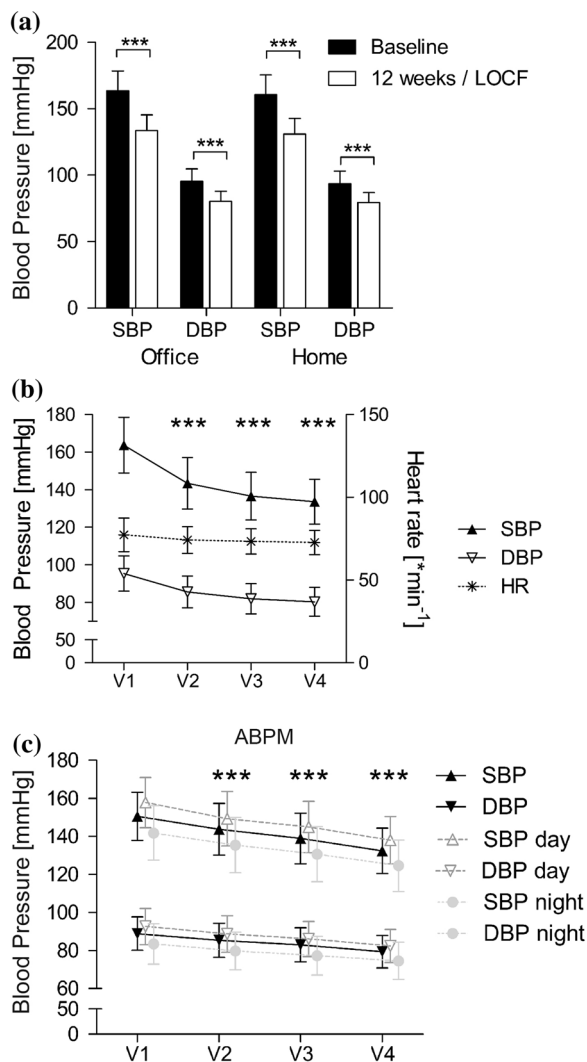 (a)
Blood Pressure [mmHg]
200
150
100
50
0
*** *** *** ***
Baseline
12 weeks / LOCF
SBP DBP SBP DBP
Office Home
(b)
Blood Pressure [mmHg]
180
160
140
120
100
80
50
0
*** *** ***
150
100
50
0
Heart rate [*min-1]
V1 V2 V3 V4
SBP
DBP
HR
(c)
ABPM
Blood Pressure [mmHg]
180
160
140
120
100
80
60
50
0
*** *** ***
V1 V2 V3 V4
SBP
DBP
SBP day
DBP day
SBP night
DBP night